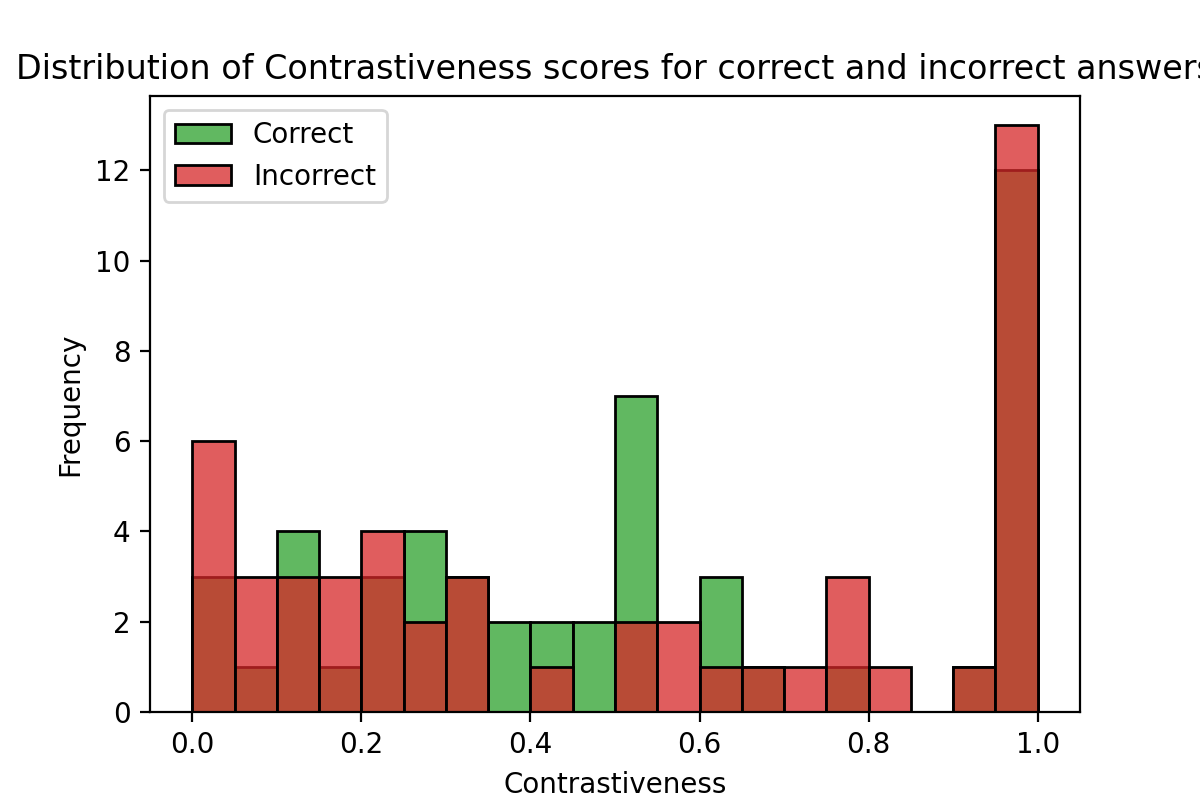 Distribution of Contrastiveness scores for correct and incorrect answers
Correct
Incorrect
12
10
8
6
4
2
0
Frequency
0.0 0.2 0.4 0.6 0.8 1.0
Contrastiveness